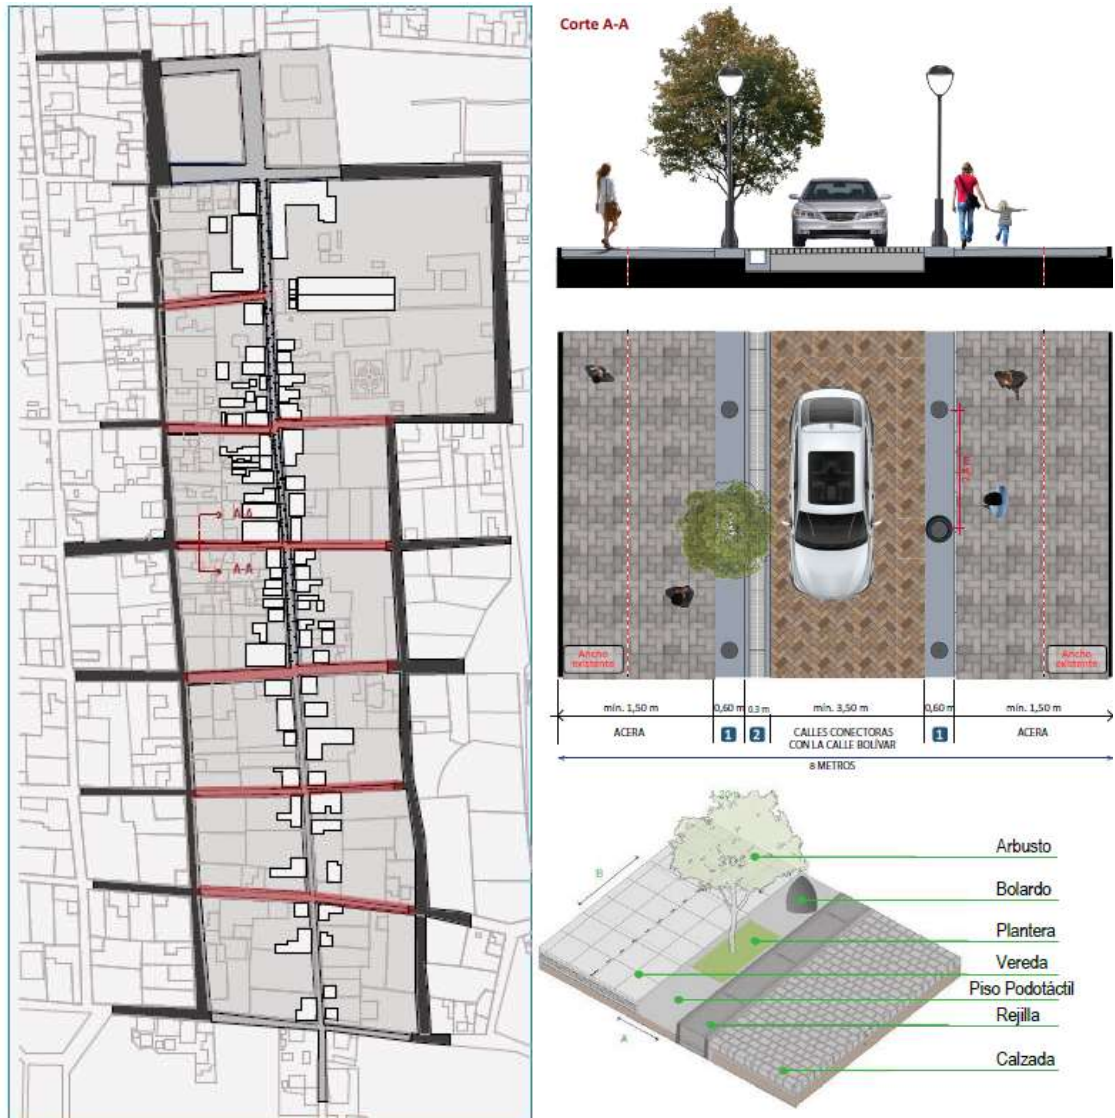 Corte A-A
A-A
A-A
2,5 m
Ancho
existente
Ancho
existente
mín. 1,50 m
0,60 m
0.3 m
mín. 3,50 m
0,60 m
mín. 1,50 m
ACERA
1
2
CALLES CONECTORAS
CON LA CALLE BOLÍVAR
1
ACERA
8 METROS
B
A
Arbusto
Bolardo
Plantera
Vereda
Piso Podotáctil
Rejilla
Calzada